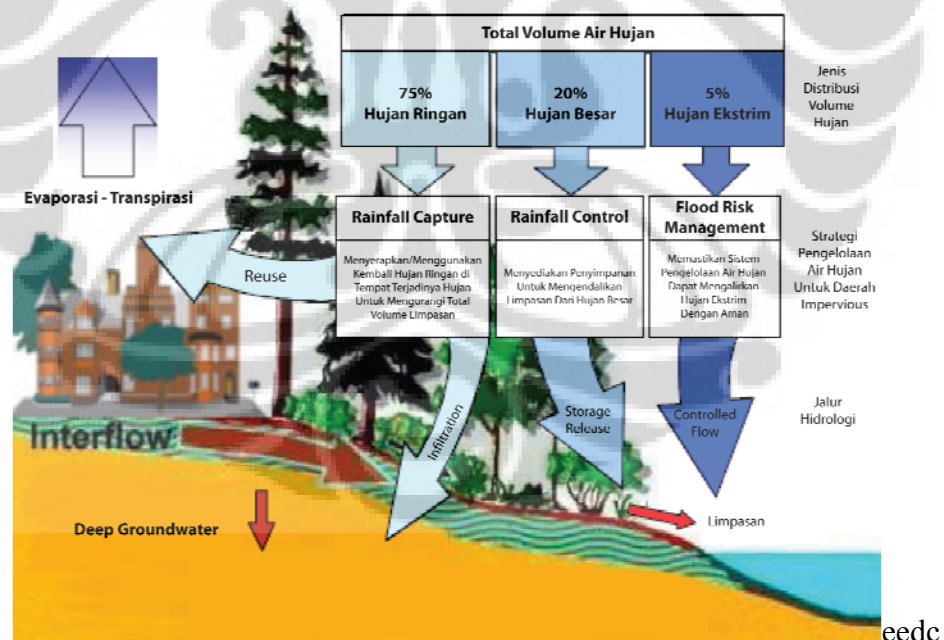 Total Volume Air Hujan
75%
Hujan Ringan
20%
Hujan Besar
5%
Hujan Ekstrim
Jenis
Distribusi
Volume
Hujan
Evaporasi - Transpirasi
Rainfall Capture
Menyerapkan/Menggunakan
Kembali Hujan Ringan di
Tempat Terjadinya Hujan
Untuk Mengurangi Total
Volume Limpasan
Rainfall Control
Menyediakan Penyimpanan
Untuk Mengendalikan
Limpasan Dari Hujan Besar
Flood Risk
Management
Memastikan Sistem
Pengelolaan Air Hujan
Dapat Mengalirkan
Hujan Ekstrim
Dengan Aman
Strategi
Pengelolaan
Air Hujan
Untuk Daerah
Impervious
Reuse
Infiltration
Storage
Release
Controlled
Flow
Jalur
Hidrologi
Interflow
Deep Groundwater
Limpasan
eedc